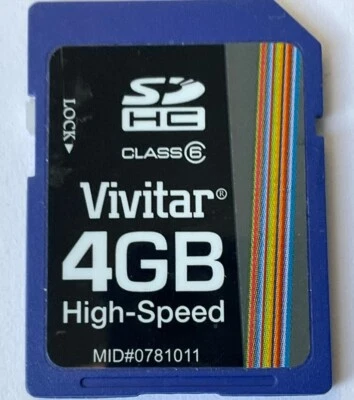 SD
HC
LOCK
CLASS 6
Vivitar®
4GB
High-Speed
MID#0781011